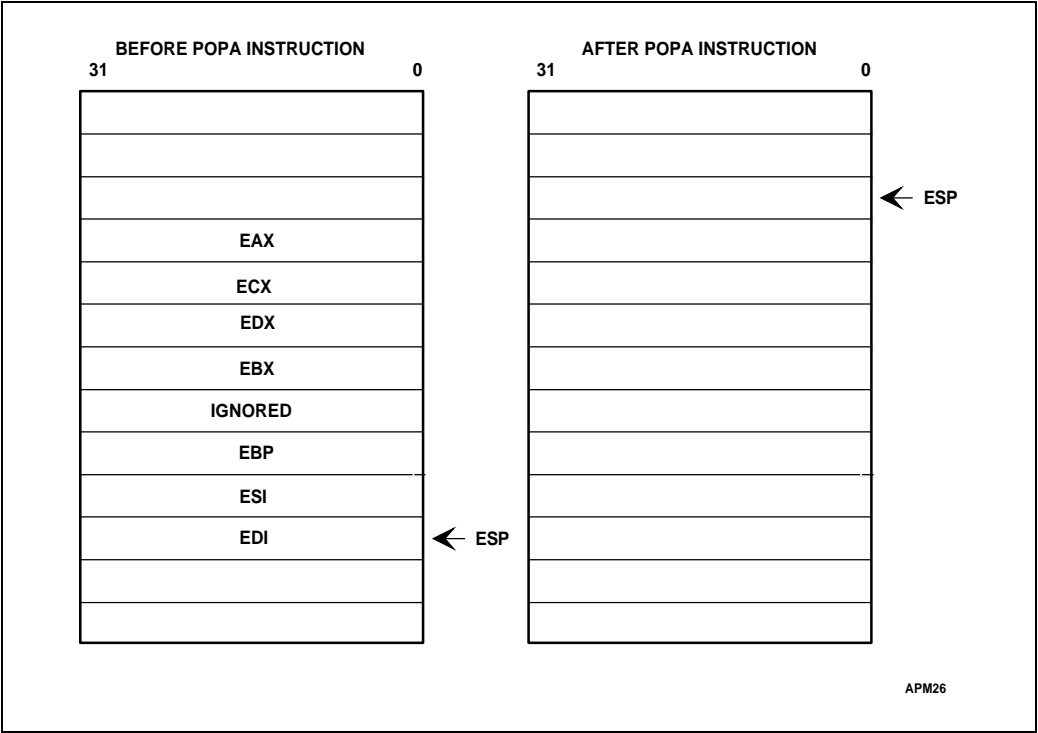 BEFORE POPA INSTRUCTION
31 0
EAX
ECX
EDX
EBX
IGNORED
EBP
ESI
EDI
ESP
AFTER POPA INSTRUCTION
31 0
ESP
APM26